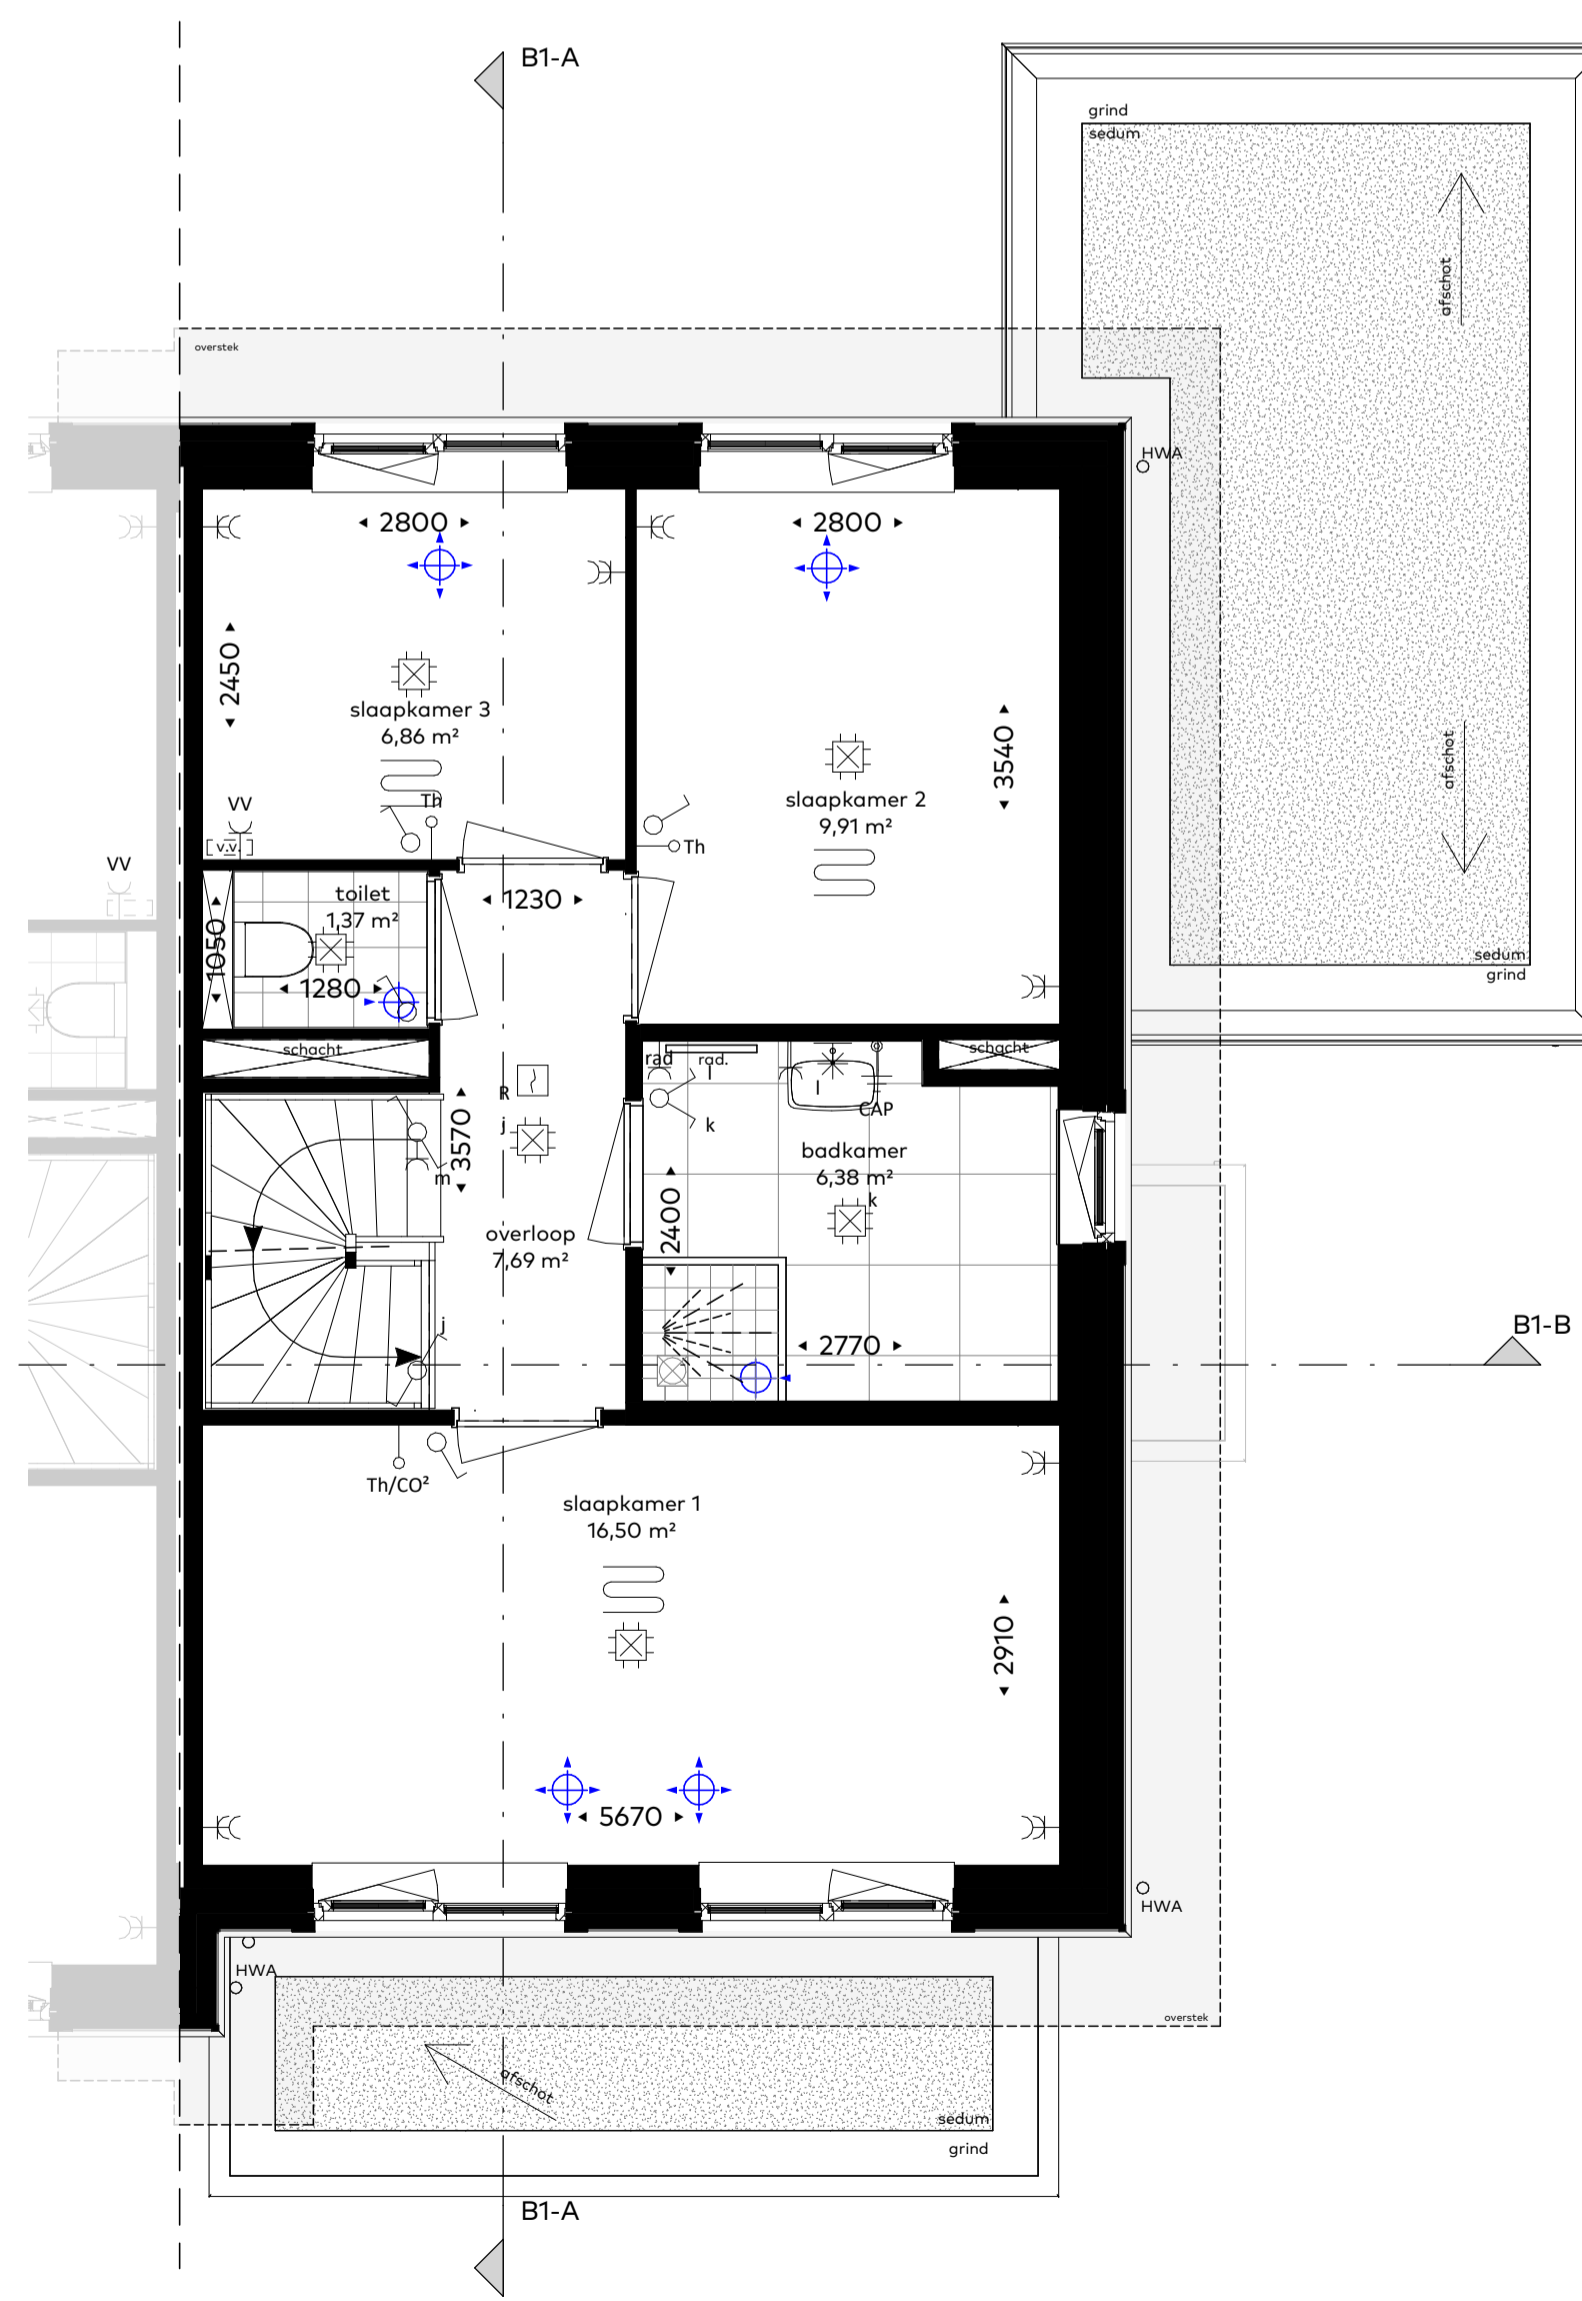 B1-A
grind
sedum
afschot
overstek
HWA
2800
2800
2450
slaapkamer 3
6,86 m²
3540
afschot
slaapkamer 2
9,91 m²
VV
Th
v.v.
Th
VV
toilet
1,37 m²
1230
1050
1280
sedum
grind
schacht
schacht
rad
rad.
l
l
R
CAP
j
k
3570
badkamer
6,38 m²
m
k
2400
overloop
7,69 m²
j
2770
B1-B
Th/CO²
slaapkamer 1
16,50 m²
2910
5670
HWA
HWA
overstek
afschot
sedum
grind
B1-A